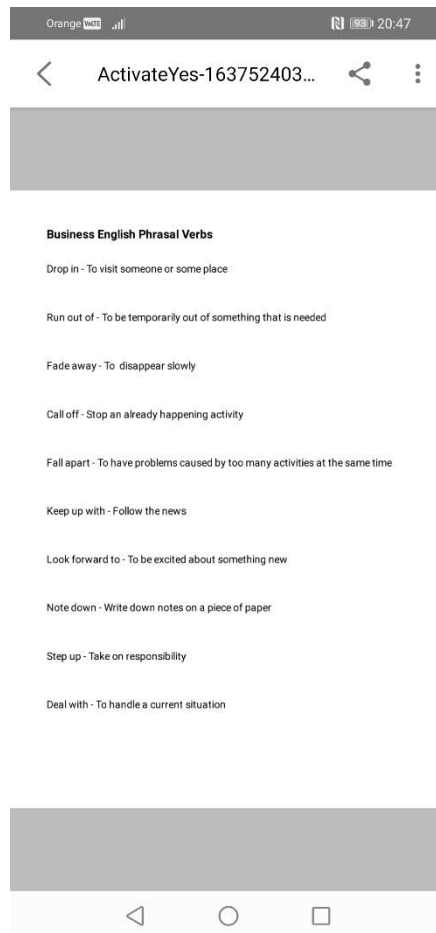 Orange VoLTE 93 20:47
ActivateYes-163752403...
Business English Phrasal Verbs
Drop in - To visit someone or some place
Run out of - To be temporarily out of something that is needed
Fade away - To  disappear slowly
Call off - Stop an already happening activity
Fall apart - To have problems caused by too many activities at the same time
Keep up with - Follow the news
Look forward to - To be excited about something new
Note down - Write down notes on a piece of paper
Step up - Take on responsibility
Deal with - To handle a current situation